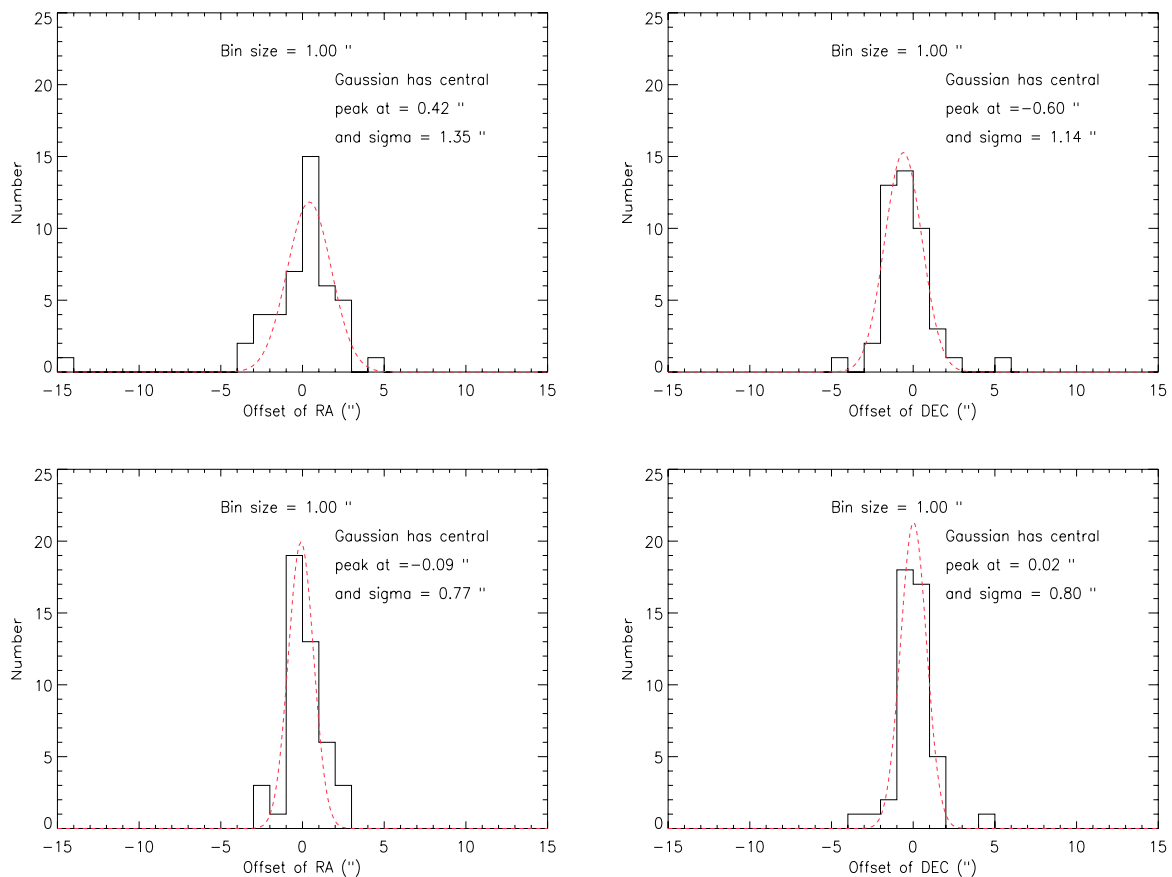 25
20
15
10
5
0
Number
Bin size = 1.00 "
Gaussian has central
peak at = 0.42 "
and sigma = 1.35 "
-15 -10 -5 0 5 10 15
Offset of RA (")
25
20
15
10
5
0
Number
Bin size = 1.00 "
Gaussian has central
peak at =-0.60 "
and sigma = 1.14 "
-15 -10 -5 0 5 10 15
Offset of DEC (")
25
20
15
10
5
0
Number
Bin size = 1.00 "
Gaussian has central
peak at =-0.09 "
and sigma = 0.77 "
-15 -10 -5 0 5 10 15
Offset of RA (")
25
20
15
10
5
0
Number
Bin size = 1.00 "
Gaussian has central
peak at = 0.02 "
and sigma = 0.80 "
-15 -10 -5 0 5 10 15
Offset of DEC (")